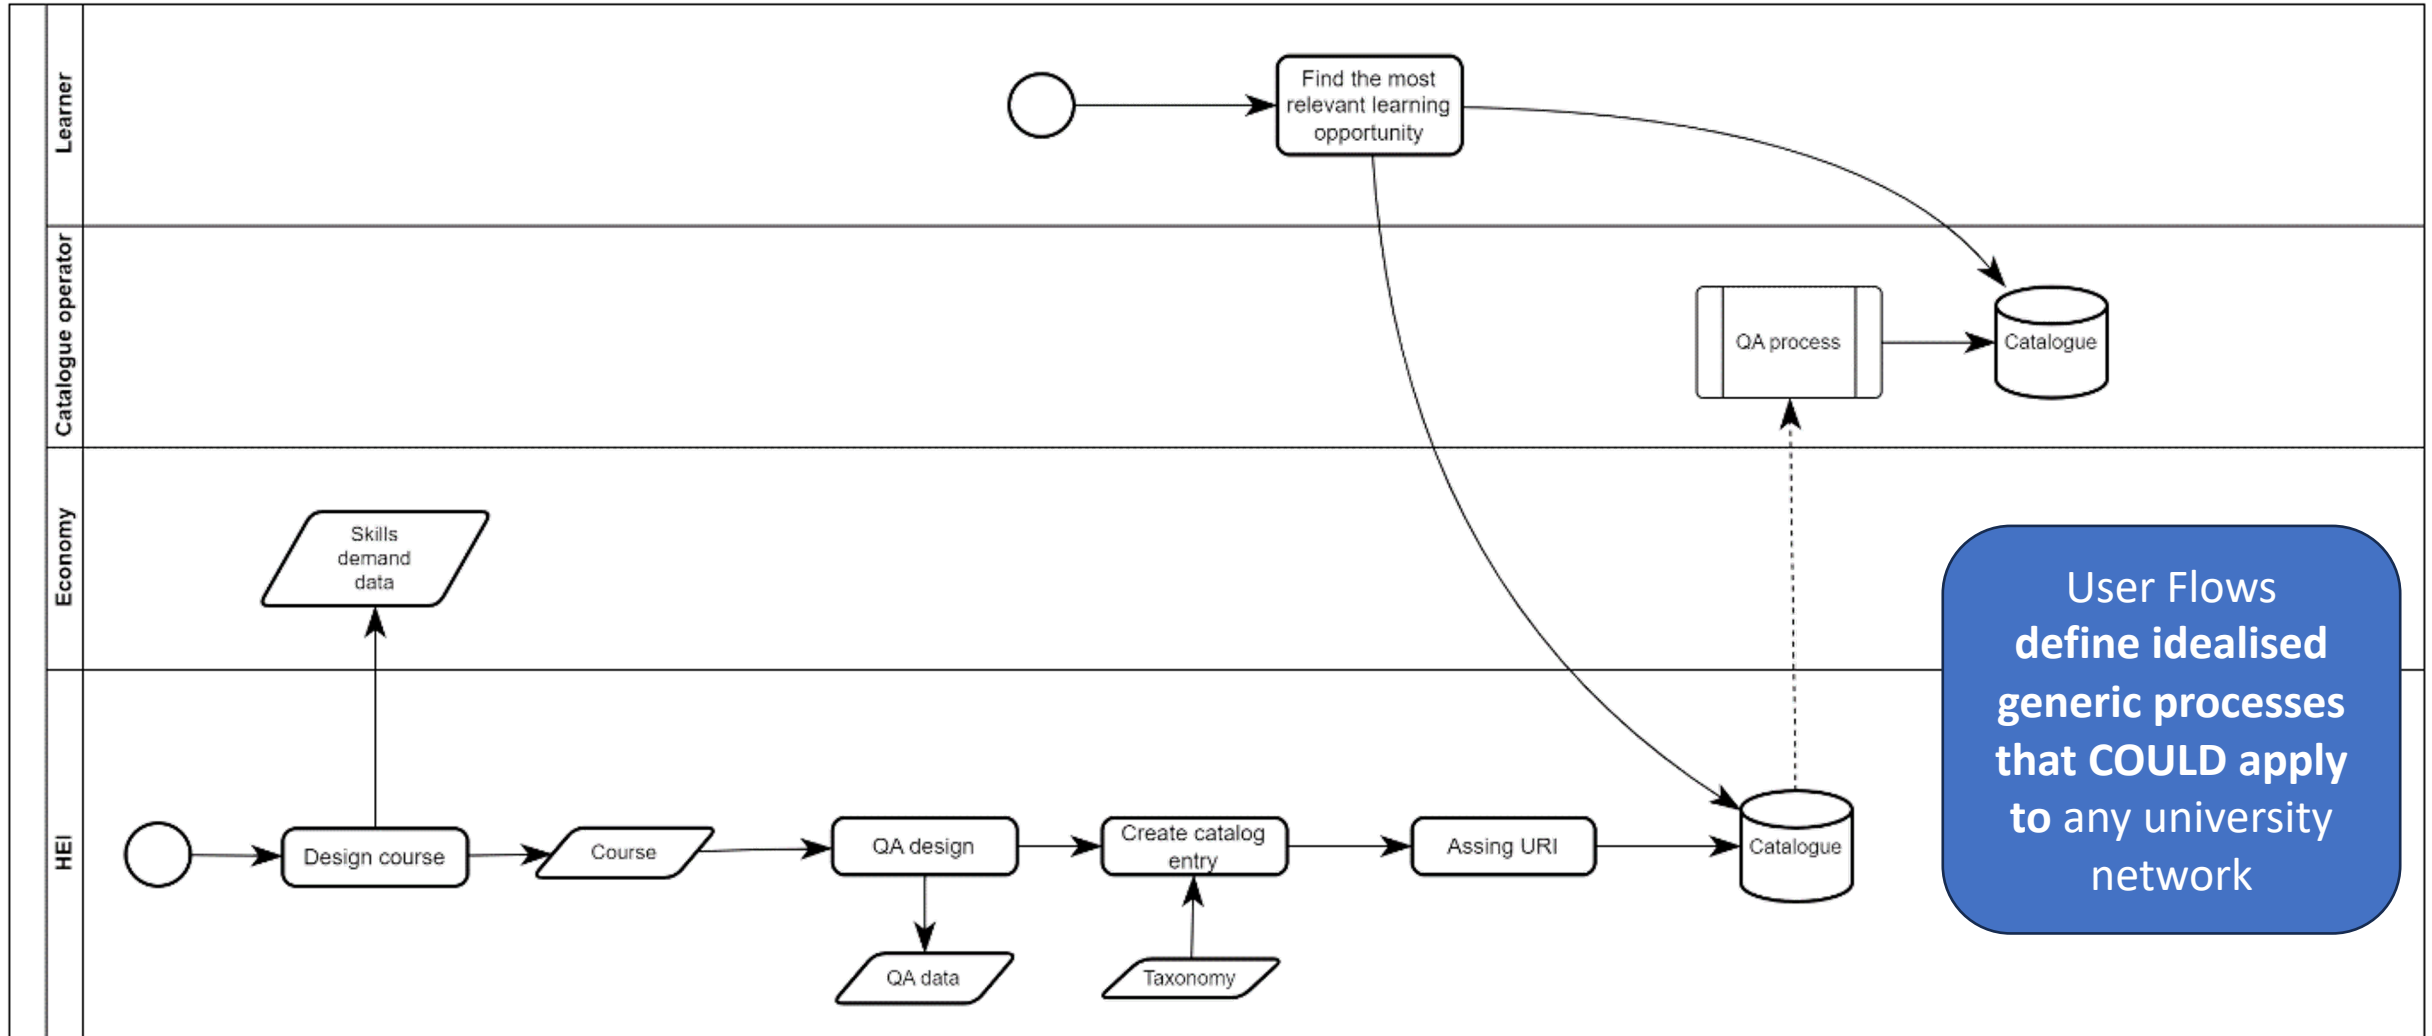 Learner
Find the most
relevant learning
opportunity
Catalogue operator
QA process
Catalogue
Economy
Skills
demand
data
User Flows
define idealised
generic processes
that COULD apply
to any university
network
HEI
Design course
Course
QA design
Create catalog
entry
Assing URI
Catalogue
QA data
Taxonomy